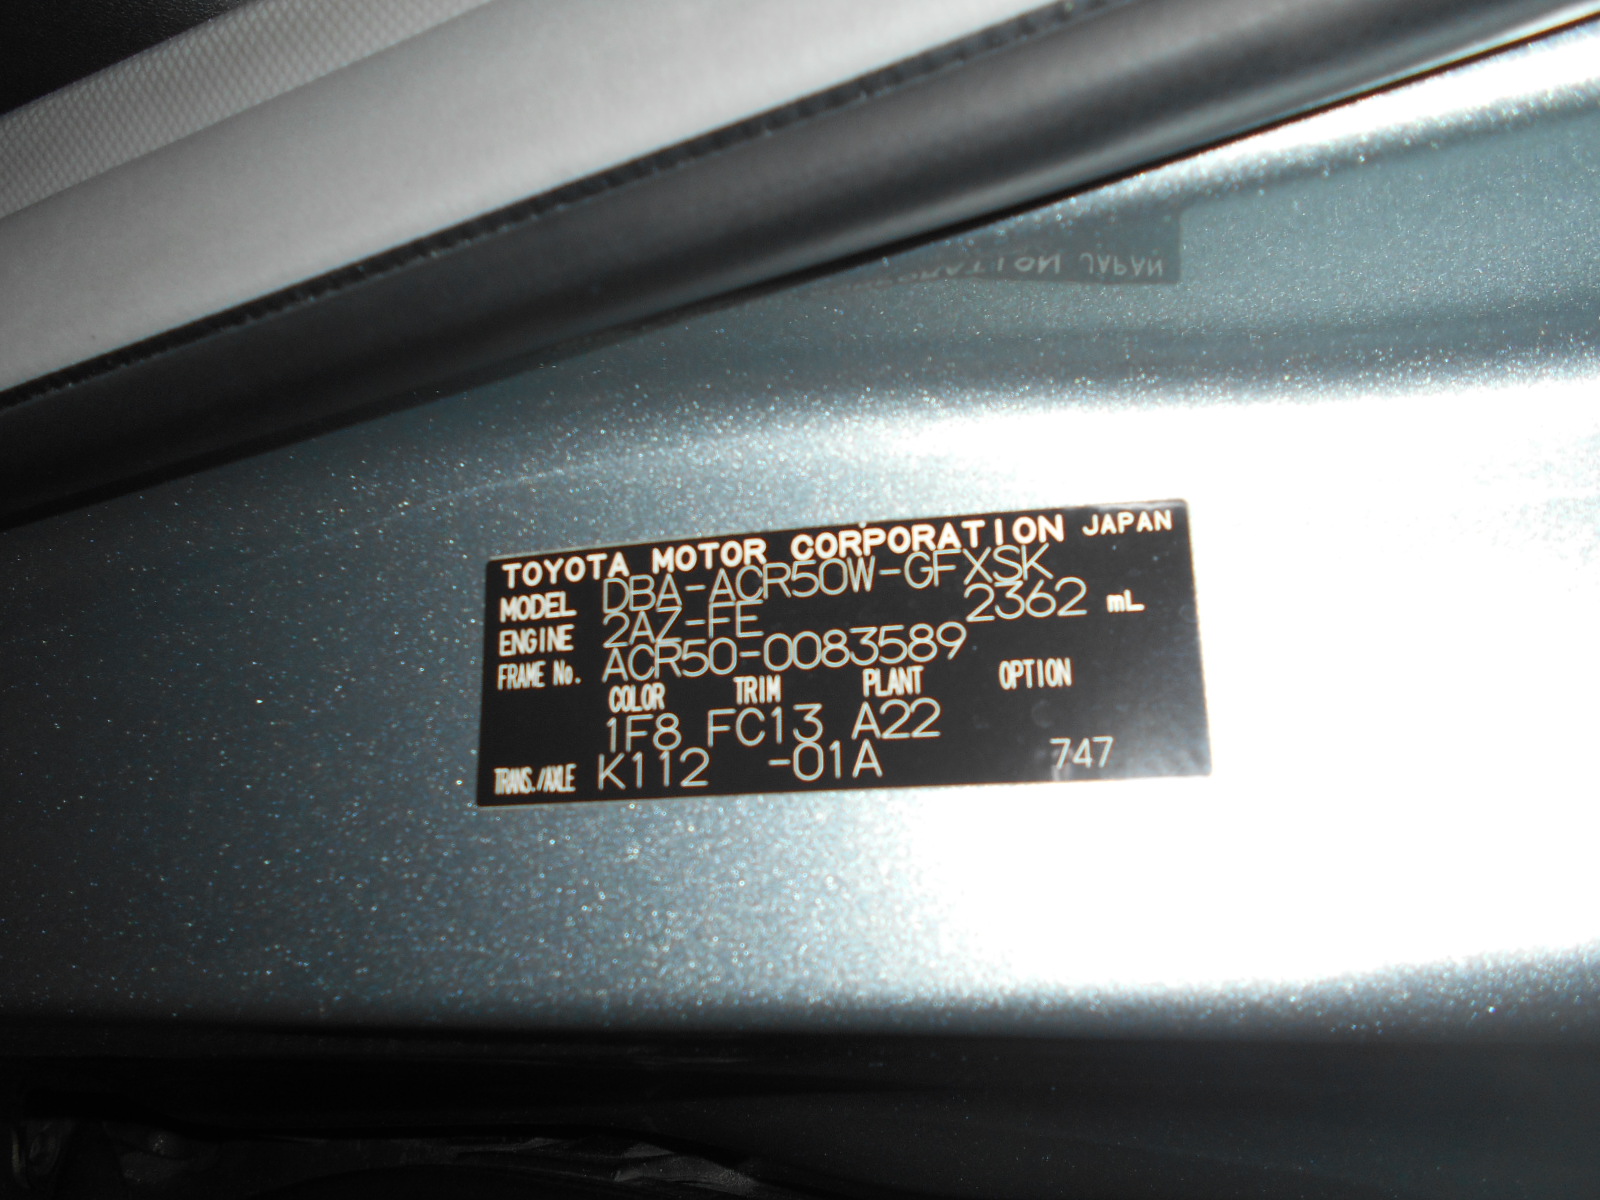 TOYOTA MOTOR CORPORATION JAPAN
MODEL DBA-ACR50W-GFXSK
ENGINE 2AZ-FE 2362 mL
FRAME No. ACR50-0083589
COLOR TRIM PLANT OPTION
1F8 FC13 A22
TRANS./AXLE K112 -01A 747